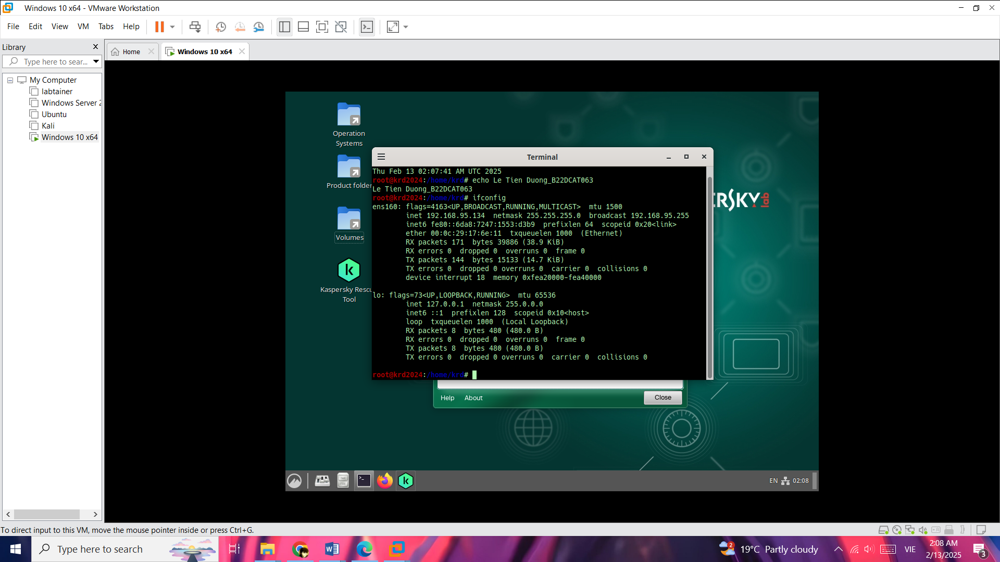 Windows 10 x64 - VMware Workstation
File Edit View VM Tabs Help
Library
Type here to sear...
My Computer
labtainer
Windows Server 2
Ubuntu
Kali
Windows 10 x64
Home
Windows 10 x64
Operation
Systems
Product folder
Volumes
Kaspersky Rescu
Tool
ERSKY lab
Terminal
Thu Feb 13 02:07:41 AM UTC 2025
root@krd2024:/home/krd# echo Le Tien Duong_B22DCAT063
Le Tien Duong_B22DCAT063
root@krd2024:/home/krd# ifconfig
ens160: flags=4163<UP,BROADCAST,RUNNING,MULTICAST>  mtu 1500
inet 192.168.95.134  netmask 255.255.255.0  broadcast 192.168.95.255
inet6 fe80::6da8:7247:1553:d3b9  prefixlen 64  scopeid 0x20<link>
ether 00:0c:29:17:6e:11  txqueuelen 1000  (Ethernet)
RX packets 171  bytes 39886 (38.9 KiB)
RX errors 0  dropped 0  overruns 0  frame 0
TX packets 144  bytes 15133 (14.7 KiB)
TX errors 0  dropped 0 overruns 0  carrier 0  collisions 0
device interrupt 18  memory 0xfea20000-fea40000
lo: flags=73<UP,LOOPBACK,RUNNING>  mtu 65536
inet 127.0.0.1  netmask 255.0.0.0
inet6 ::1  prefixlen 128  scopeid 0x10<host>
loop  txqueuelen 1000  (Local Loopback)
RX packets 8  bytes 480 (480.0 B)
RX errors 0  dropped 0  overruns 0  frame 0
TX packets 8  bytes 480 (480.0 B)
TX errors 0  dropped 0 overruns 0  carrier 0  collisions 0
root@krd2024:/home/krd#
Help About Close
EN 02:08
To direct input to this VM, move the mouse pointer inside or press Ctrl+G.
Type here to search
2
19°C Partly cloudy
VIE
2:08 AM
2/13/2025
3